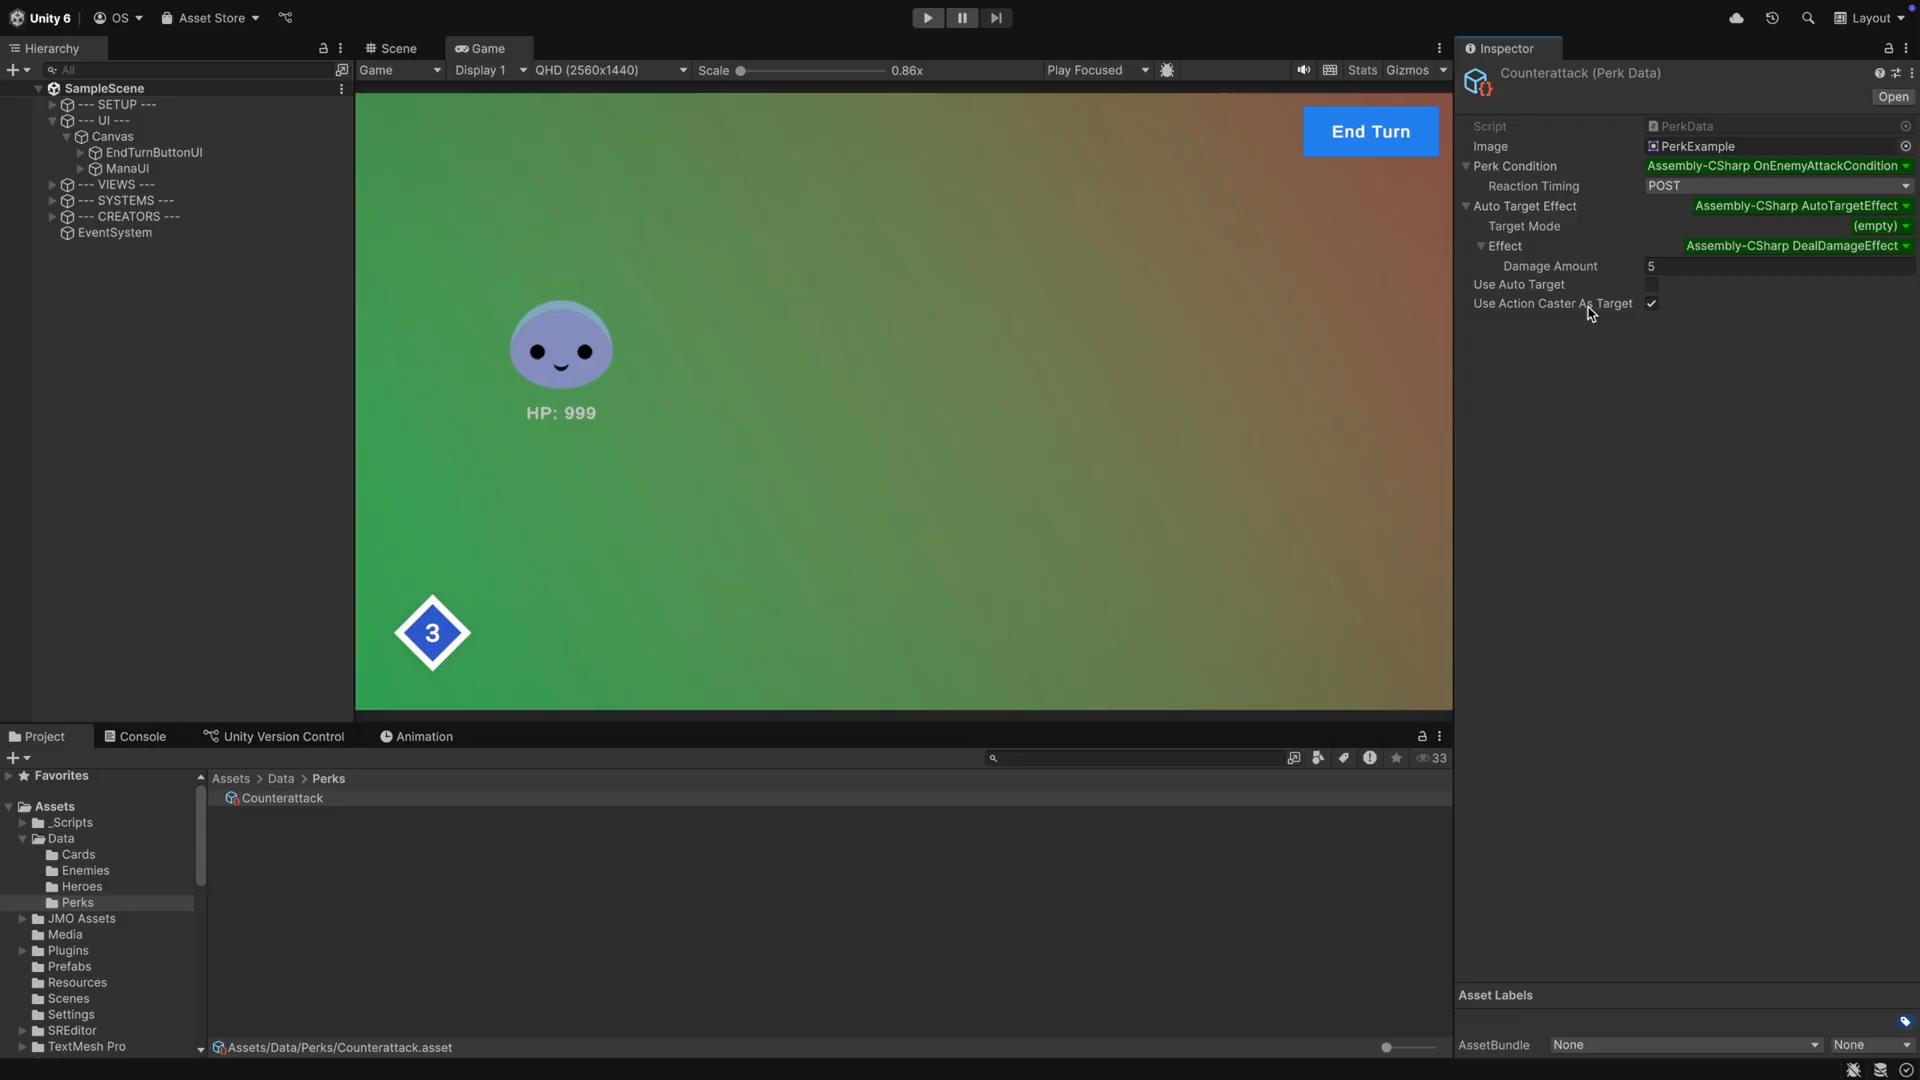 Unity 6 OS Asset Store Layout
Hierarchy
All
SampleScene
--- SETUP ---
--- UI ---
Canvas
EndTurnButtonUI
ManaUI
--- VIEWS ---
--- SYSTEMS ---
--- CREATORS ---
EventSystem
Scene Game
Game Display 1 QHD (2560x1440) Scale 0.86x Play Focused Stats Gizmos
End Turn
HP: 999
3
Inspector
Counterattack (Perk Data)
Open
Script PerkData
Image PerkExample
Perk Condition Assembly-CSharp OnEnemyAttackCondition
Reaction Timing POST
Auto Target Effect Assembly-CSharp AutoTargetEffect
Target Mode (empty)
Effect Assembly-CSharp DealDamageEffect
Damage Amount 5
Use Auto Target
Use Action Caster As Target
Project Console Unity Version Control Animation
33
Favorites
Assets
_Scripts
Data
Cards
Enemies
Heroes
Perks
JMO Assets
Media
Plugins
Prefabs
Resources
Scenes
Settings
SREditor
TextMesh Pro
Assets > Data > Perks
Counterattack
Assets/Data/Perks/Counterattack.asset
Asset Labels
AssetBundle None None